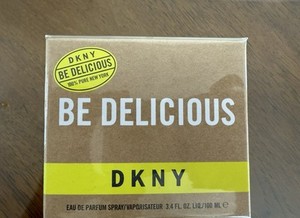 DKNY
BE DELICIOUS
100% PURE NEW YORK
BE DELICIOUS
DKNY
EAU DE PARFUM SPRAY/VAPORISATEUR 3.4 FL. OZ. LIQ/100 ML ℮